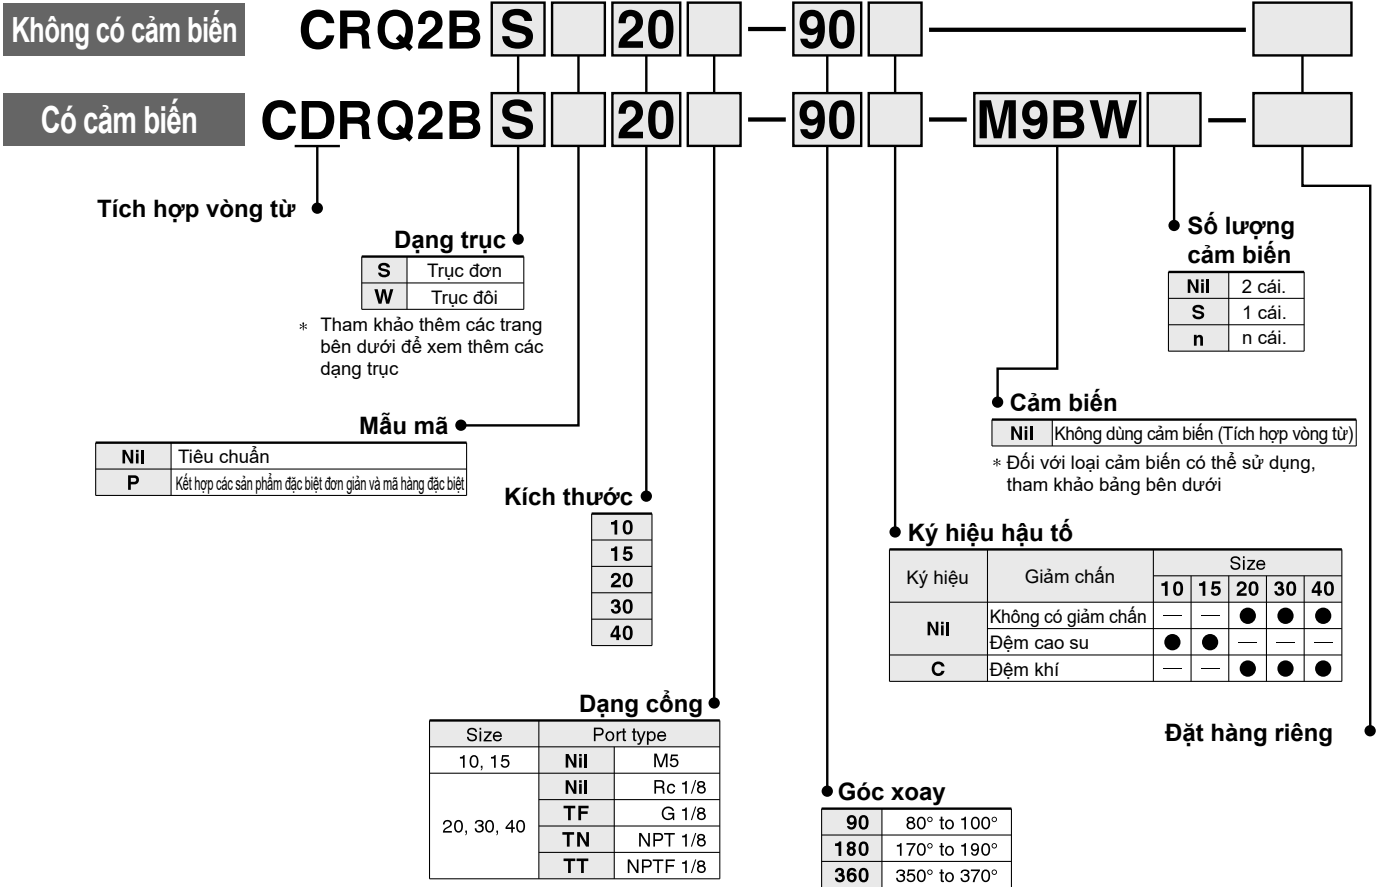 Không có cảm biến CRQ2B S 20 — 90
Có cảm biến CDRQ2B S 20 — 90 — M9BW —
Tích hợp vòng từ
Dạng trục
S Trục đơn
W Trục đôi
* Tham khảo thêm các trang
bên dưới để xem thêm các
dạng trục
Số lượng
cảm biến
Nil 2 cái.
S 1 cái.
n n cái.
Mẫu mã
Nil Tiêu chuẩn
P Kết hợp các sản phẩm đặc biệt đơn giản và mã hàng đặc biệt
Cảm biến
Nil Không dùng cảm biến (Tích hợp vòng từ)
* Đối với loại cảm biến có thể sử dụng,
tham khảo bảng bên dưới
Kích thước
10
15
20
30
40
Ký hiệu hậu tố
Ký hiệu Giảm chấn Size
10 15 20 30 40
Nil Không có giảm chấn — — ● ● ●
Đệm cao su ● ● — — —
C Đệm khí — — ● ● ●
Dạng cổng
Size Port type
10, 15 Nil M5
20, 30, 40 Nil Rc 1/8
TF G 1/8
TN NPT 1/8
TT NPTF 1/8
Đặt hàng riêng
Góc xoay
90 80° to 100°
180 170° to 190°
360 350° to 370°